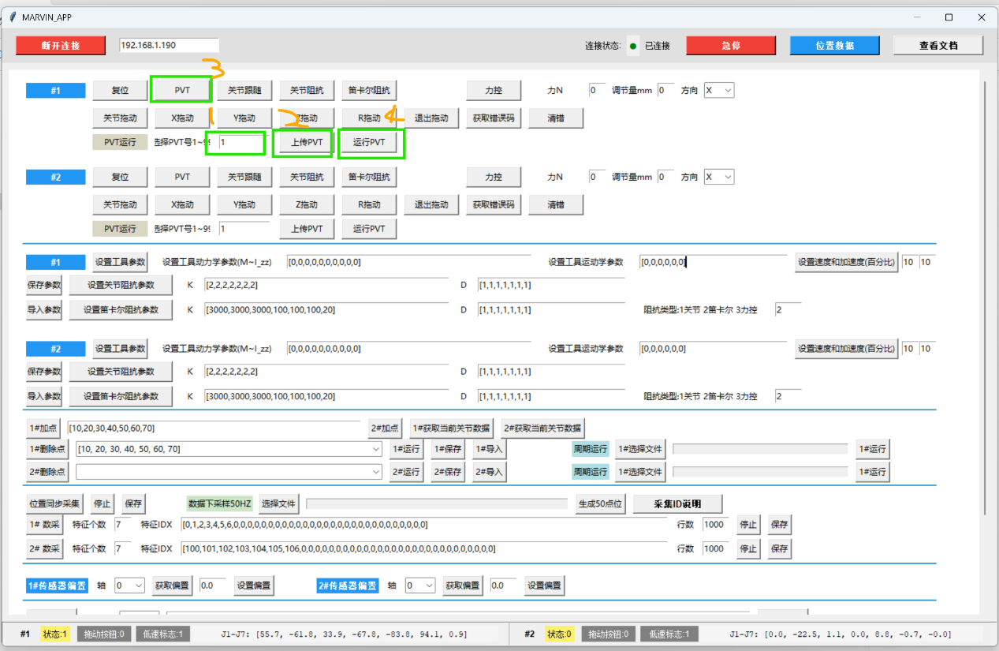 MARVIN_APP
断开连接 192.168.1.190 连接状态: 已连接 急停 位置数据 查看文档
3
#1 复位 PVT 关节跟随 关节阻抗 笛卡尔阻抗 力控 力N 0 调节量mm 0 方向 X
关节拖动 X拖动 1 Y拖动 2 拖动 R拖动 4 退出拖动 获取错误码 清错
PVT运行 选择PVT号1~99 1 上传PVT 运行PVT
#2 复位 PVT 关节跟随 关节阻抗 笛卡尔阻抗 力控 力N 0 调节量mm 0 方向 X
关节拖动 X拖动 Y拖动 Z拖动 R拖动 退出拖动 获取错误码 清错
PVT运行 选择PVT号1~99 1 上传PVT 运行PVT
#1 设置工具参数 设置工具动力学参数(M~I_zz) [0,0,0,0,0,0,0,0,0,0] 设置工具运动学参数 [0,0,0,0,0,0] 设置速度和加速度(百分比) 10 10
保存参数 设置关节阻抗参数 K [2,2,2,2,2,2,2] D [1,1,1,1,1,1,1]
导入参数 设置笛卡尔阻抗参数 K [3000,3000,3000,100,100,100,20] D [1,1,1,1,1,1,1] 阻抗类型:1关节 2笛卡尔 3力控 2
#2 设置工具参数 设置工具动力学参数(M~I_zz) [0,0,0,0,0,0,0,0,0,0] 设置工具运动学参数 [0,0,0,0,0,0] 设置速度和加速度(百分比) 10 10
保存参数 设置关节阻抗参数 K [2,2,2,2,2,2,2] D [1,1,1,1,1,1,1]
导入参数 设置笛卡尔阻抗参数 K [3000,3000,3000,100,100,100,20] D [1,1,1,1,1,1,1] 阻抗类型:1关节 2笛卡尔 3力控 2
1#加点 [10,20,30,40,50,60,70] 2#加点 1#获取当前关节数据 2#获取当前关节数据
1#删除点 [10, 20, 30, 40, 50, 60, 70] 1#运行 1#保存 1#导入 周期运行 1#选择文件 1#运行
2#删除点 2#运行 2#保存 2#导入 周期运行 1#选择文件 1#运行
位置同步采集 停止 保存 数据下采样50HZ 选择文件 生成50点位 采集ID说明
1# 数采 特征个数 7 特征IDX [0,1,2,3,4,5,6,0,0,0,0,0,0,0,0,0,0,0,0,0,0,0,0,0,0,0,0,0,0,0,0,0,0,0,0] 行数 1000 停止 保存
2# 数采 特征个数 7 特征IDX [100,101,102,103,104,105,106,0,0,0,0,0,0,0,0,0,0,0,0,0,0,0,0,0,0,0,0,0,0,0,0,0,0,0,0] 行数 1000 停止 保存
1#传感器偏置 轴 0 获取偏置 0.0 设置偏置 2#传感器偏置 轴 0 获取偏置 0.0 设置偏置
#1 状态:1 拖动按钮:0 低速标志:1 J1-J7: [55.7, -61.8, 33.9, -67.8, -83.8, 94.1, 0.9] #2 状态:0 拖动按钮:0 低速标志:1 J1-J7: [0.0, -22.5, 1.1, 0.0, 8.8, -0.7, -0.0]